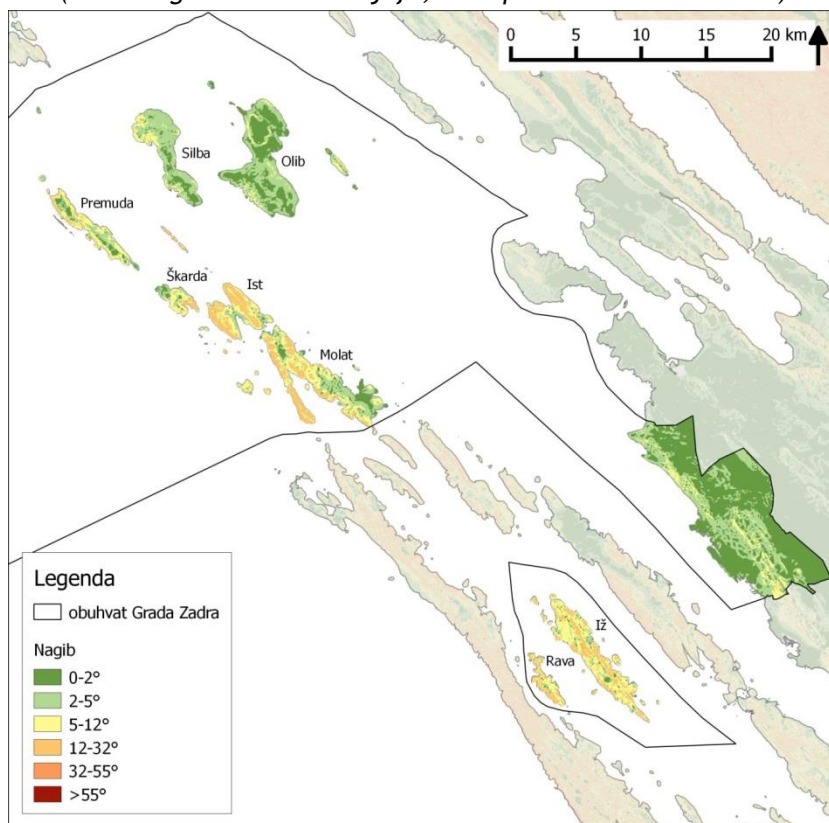 0 5 10 15 20 km
Silba
Olib
Premuda
Škarda
Ist
Molat
Iž
Rava
Legenda
obuhvat Grada Zadra
Nagib
0-2°
2-5°
5-12°
12-32°
32-55°
>55°